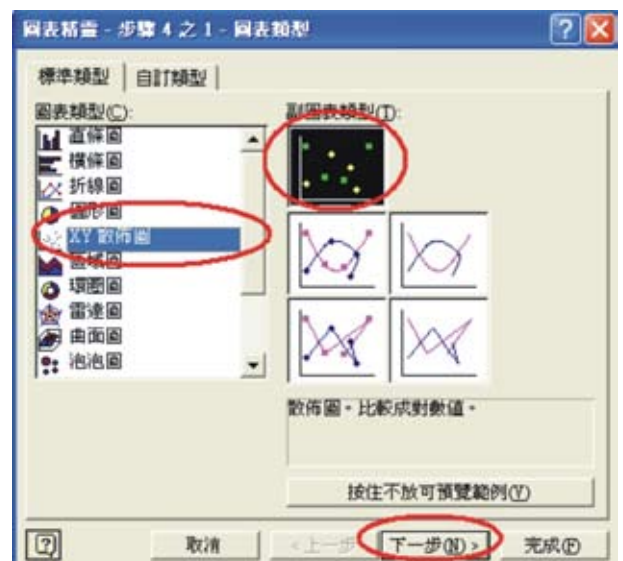 圖表精靈 - 步驟 4 之 1 - 圖表類型
標準類型
自訂類型
圖表類型(C):
直條圖
橫條圖
折線圖
圓形圖
XY 散佈圖
區域圖
環圈圖
雷達圖
曲面圖
泡泡圖
副圖表類型(T):
散佈圖。比較成對數值。
按住不放可預覽範例(V)
取消
<上一步
下一步(N) >
完成(F)